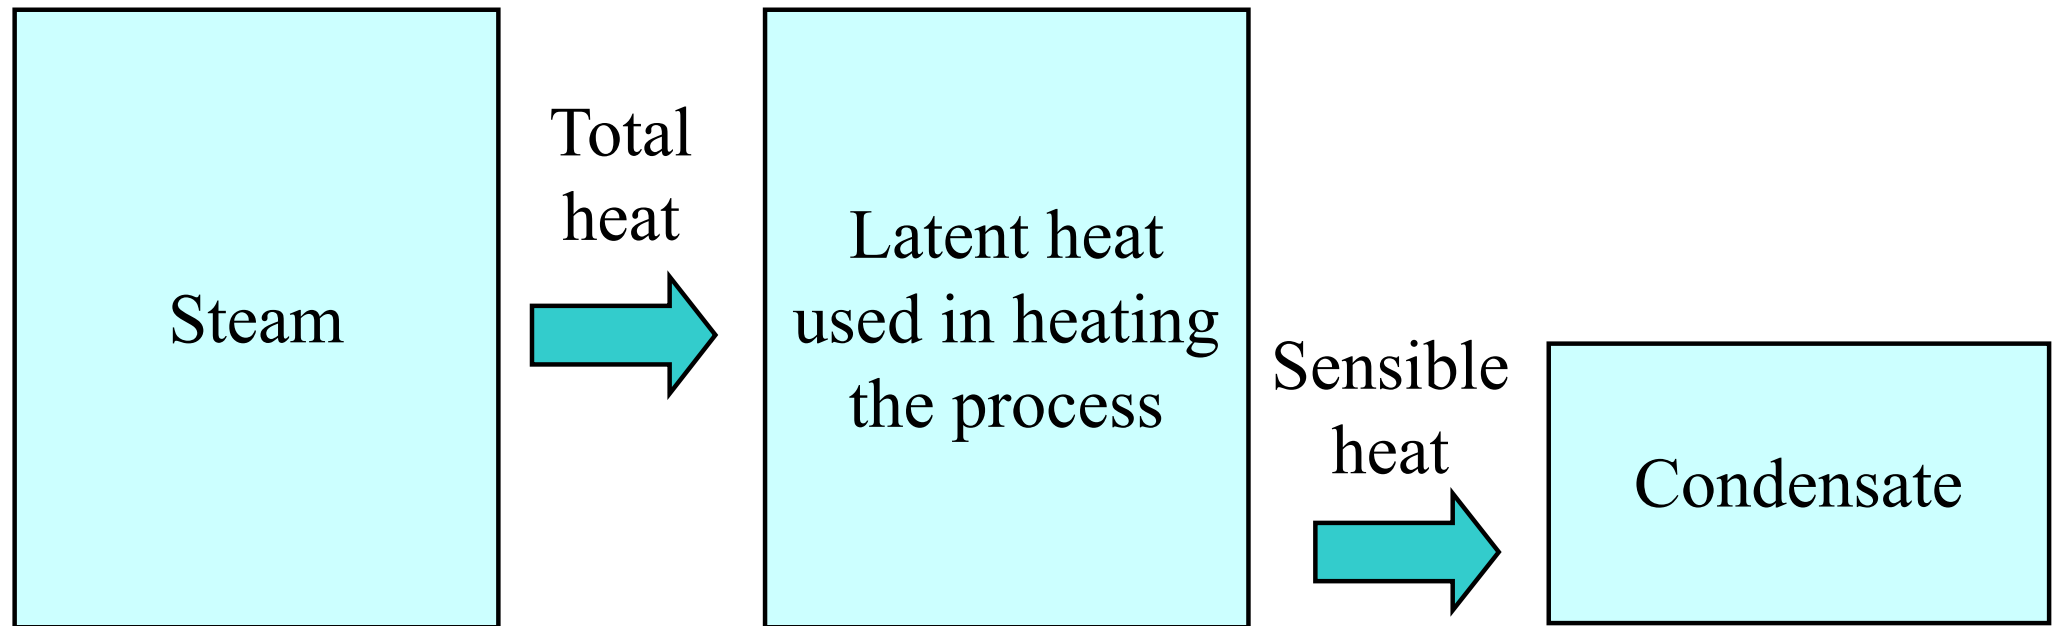 Steam
Total
heat
Latent heat
used in heating
the process
Sensible
heat
Condensate